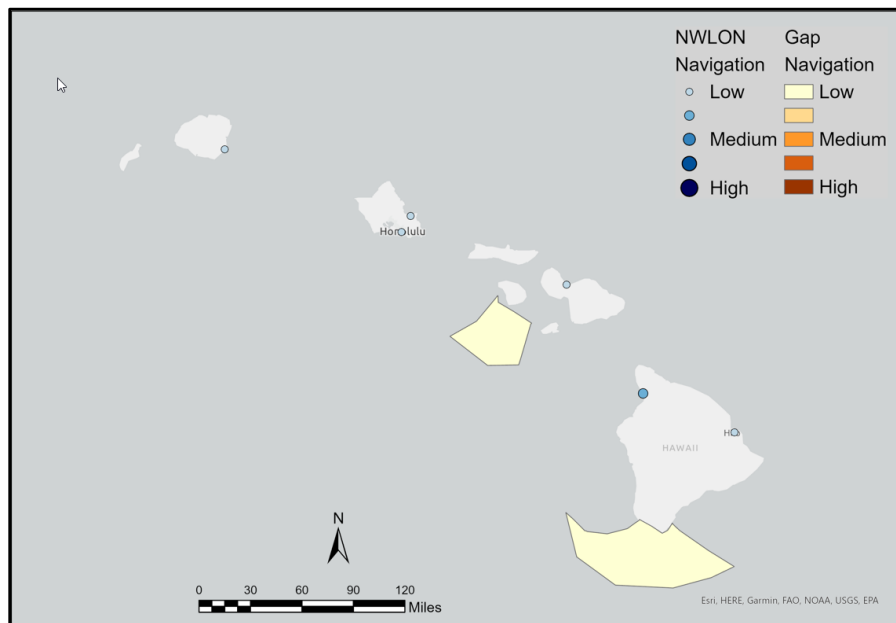 NWLON Gap
Navigation Navigation
Low Low
Medium Medium
High High
Honolulu
HAWAII
N
0 30 60 90 120
Miles
Esri, HERE, Garmin, FAO, NOAA, USGS, EPA